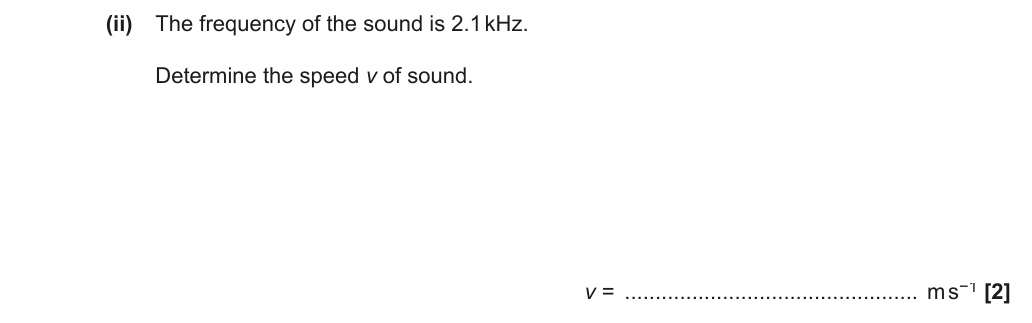 (ii) The frequency of the sound is 2.1 kHz.
Determine the speed v of sound.
v = ................................................ m s⁻¹ [2]